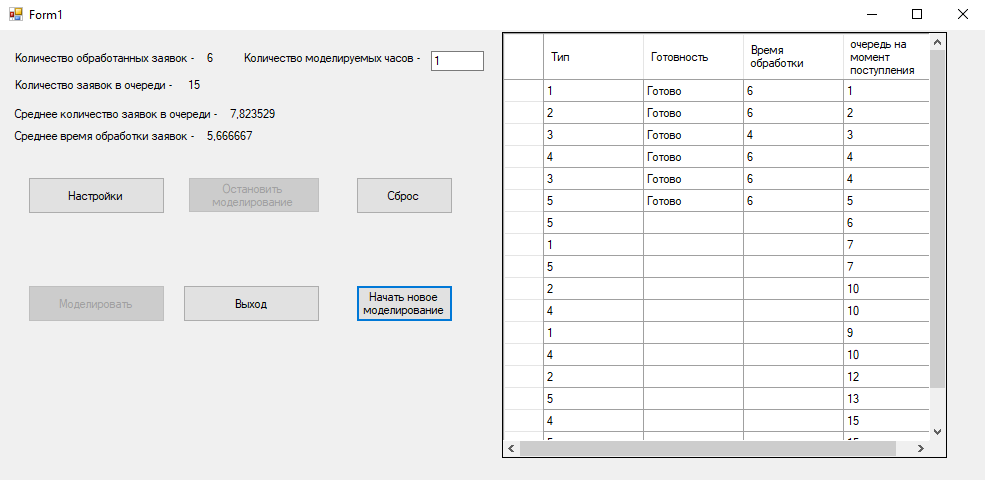 Form1
Количество обработанных заявок - 6 Количество моделируемых часов - 1
Количество заявок в очереди - 15
Среднее количество заявок в очереди - 7,823529
Среднее время обработки заявок - 5,666667
Настройки
Остановить
моделирование
Сброс
Моделировать
Выход
Начать новое
моделирование
Тип
Готовность
Время
обработки
очередь на
момент
поступления
1 Готово 6 1
2 Готово 6 2
3 Готово 4 3
4 Готово 6 4
3 Готово 6 4
5 Готово 6 5
5 6
1 7
5 7
2 10
4 10
1 9
4 10
2 12
5 13
4 15